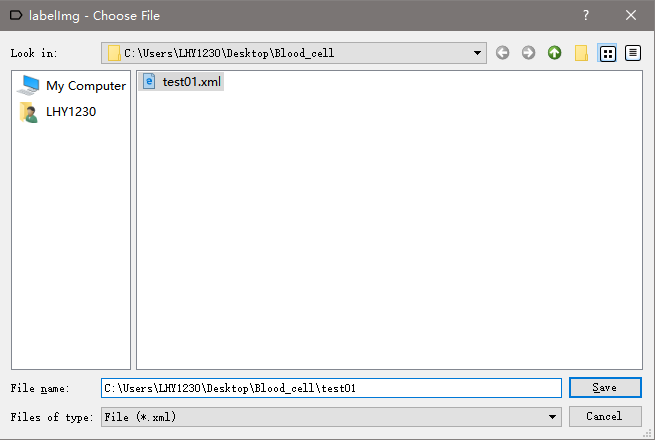 labelImg - Choose File
Look in: C:\Users\LHY1230\Desktop\Blood_cell
My Computer
LHY1230
test01.xml
File name: C:\Users\LHY1230\Desktop\Blood_cell\test01 Save
Files of type: File (*.xml) Cancel